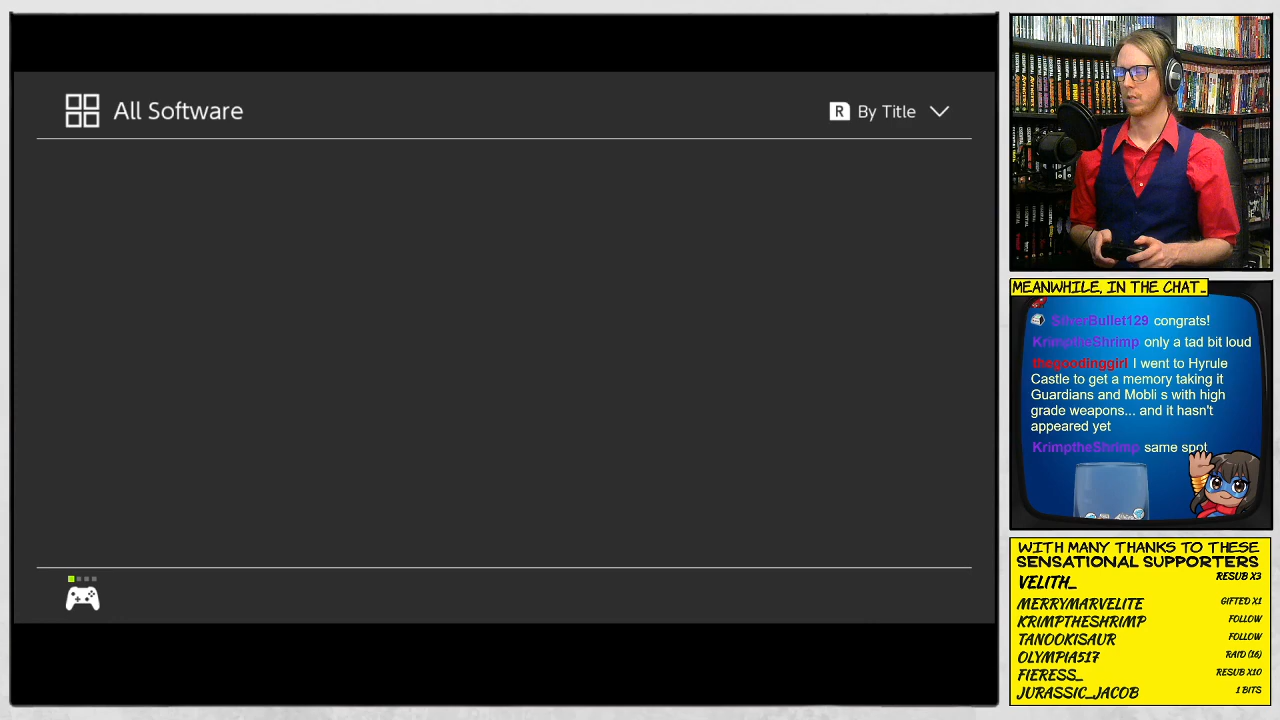 All Software
R By Title
MEANWHILE, IN THE CHAT...
SilverBullet129 congrats!
KrimptheShrimp only a tad bit loud
thegoodinggirl I went to Hyrule
Castle to get a memory taking it
Guardians and Mobli s with high
grade weapons... and it hasn't
appeared yet
KrimptheShrimp same spot
WITH MANY THANKS TO THESE
SENSATIONAL SUPPORTERS
VELITH_ RESUB X3
MERRYMARVELITE GIFTED X1
KRIMPTHESHRIMP FOLLOW
TANOOKISAUR FOLLOW
OLYMPIA517 RAID (16)
FIERESS_ RESUB X10
JURASSIC_JACOB 1 BITS